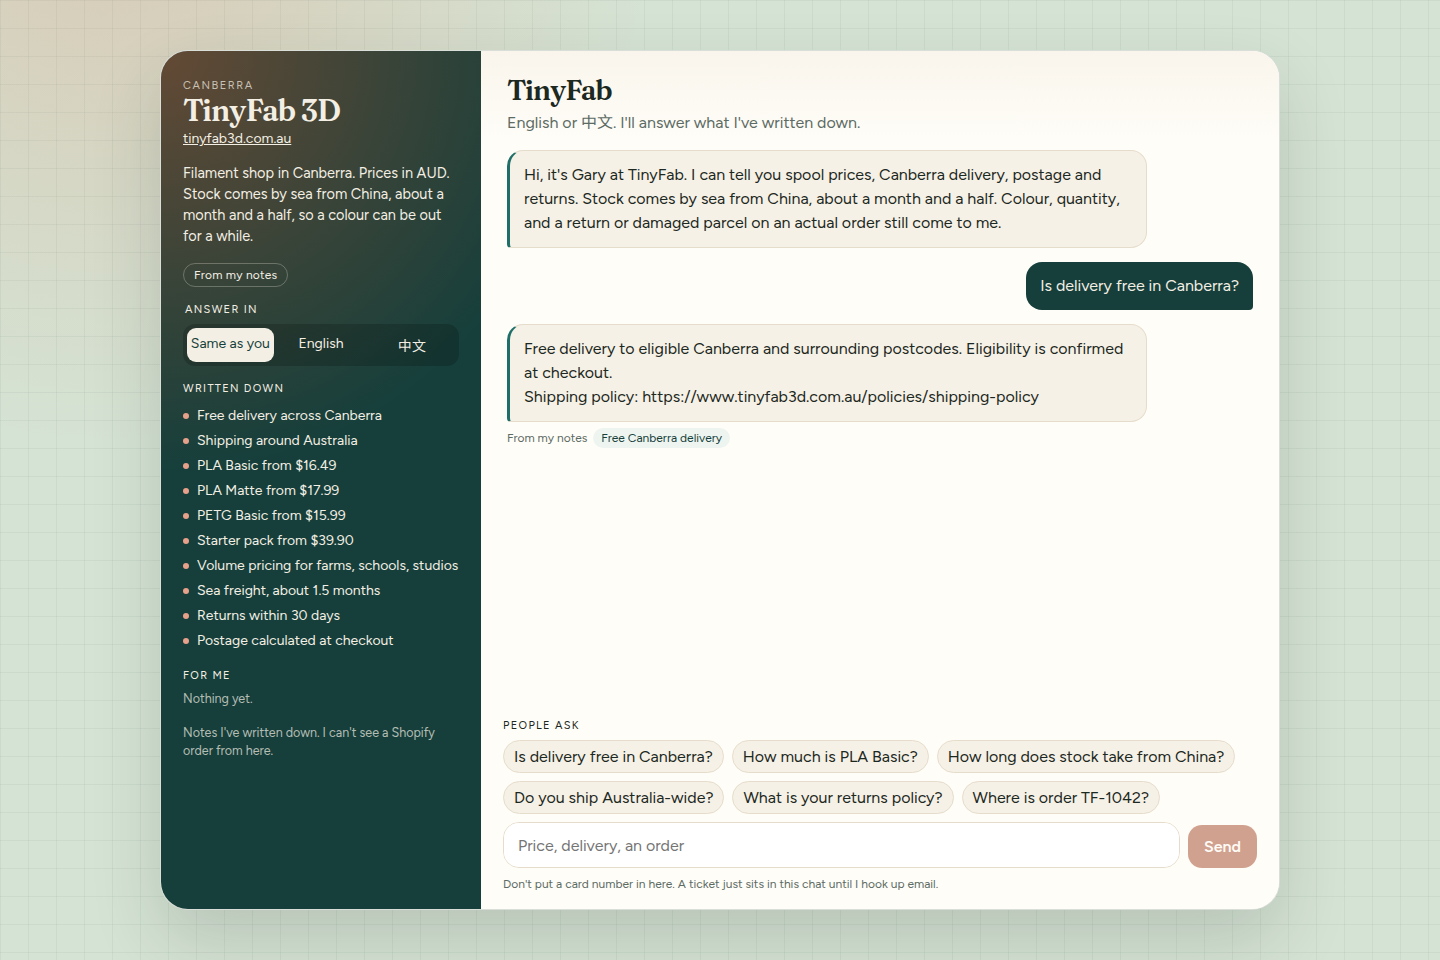 CANBERRA
TinyFab 3D
tinyfab3d.com.au
Filament shop in Canberra. Prices in AUD.
Stock comes by sea from China, about a
month and a half, so a colour can be out
for a while.
From my notes
ANSWER IN
Same as you
English
中文
WRITTEN DOWN
Free delivery across Canberra
Shipping around Australia
PLA Basic from $16.49
PLA Matte from $17.99
PETG Basic from $15.99
Starter pack from $39.90
Volume pricing for farms, schools, studios
Sea freight, about 1.5 months
Returns within 30 days
Postage calculated at checkout
FOR ME
Nothing yet.
Notes I've written down. I can't see a Shopify
order from here.
TinyFab
English or 中文. I'll answer what I've written down.
Hi, it's Gary at TinyFab. I can tell you spool prices, Canberra delivery, postage and
returns. Stock comes by sea from China, about a month and a half. Colour, quantity,
and a return or damaged parcel on an actual order still come to me.
Is delivery free in Canberra?
Free delivery to eligible Canberra and surrounding postcodes. Eligibility is confirmed
at checkout.
Shipping policy: https://www.tinyfab3d.com.au/policies/shipping-policy
From my notes Free Canberra delivery
PEOPLE ASK
Is delivery free in Canberra?
How much is PLA Basic?
How long does stock take from China?
Do you ship Australia-wide?
What is your returns policy?
Where is order TF-1042?
Price, delivery, an order
Send
Don't put a card number in here. A ticket just sits in this chat until I hook up email.